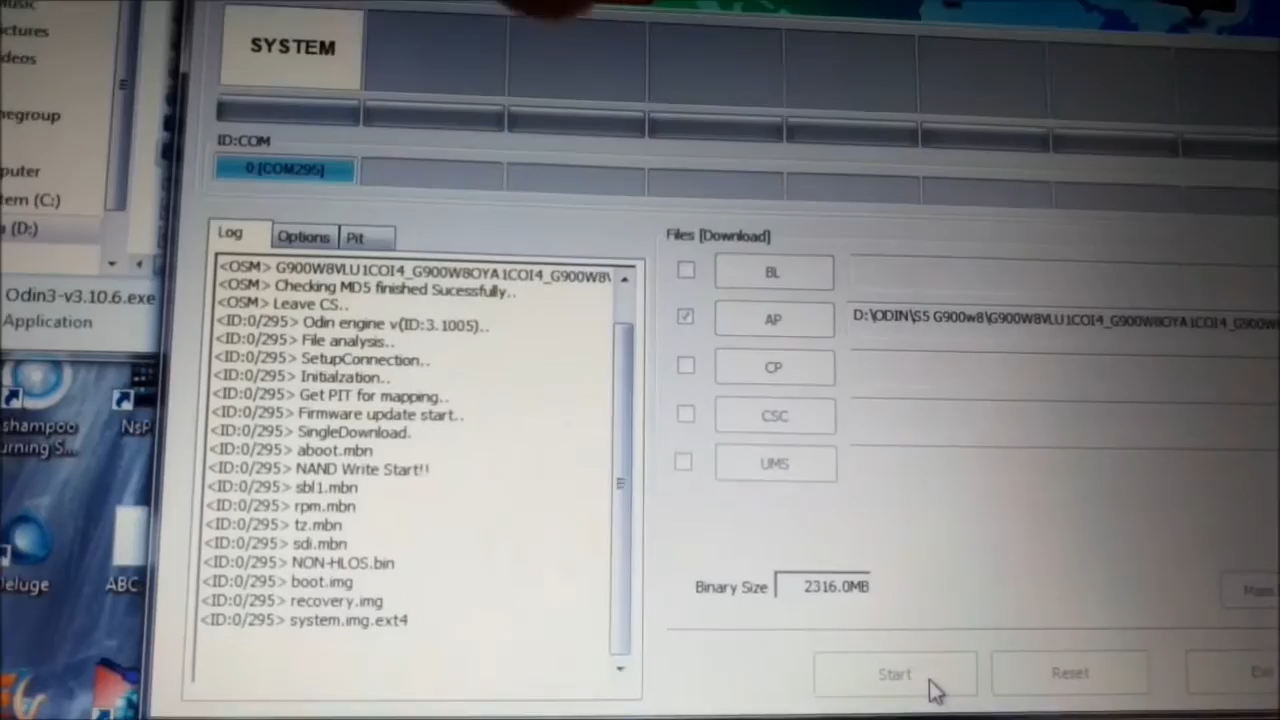 ctures
deos
megroup
puter
tem (C:)
(D:)
Odin3-v3.10.6.exe
Application
shampoo
urning S...
NsP
eluge
ABC
SYSTEM
ID:COM
0:[COM295]
Log
Options
Pit
<OSM> G900W8VLU1COI4_G900W8OYA1COI4_G900W8V
<OSM> Checking MD5 finished Sucessfully..
<OSM> Leave CS..
<ID:0/295> Odin engine v(ID:3.1005)..
<ID:0/295> File analysis..
<ID:0/295> SetupConnection..
<ID:0/295> Initialzation..
<ID:0/295> Get PIT for mapping..
<ID:0/295> Firmware update start..
<ID:0/295> SingleDownload.
<ID:0/295> aboot.mbn
<ID:0/295> NAND Write Start!!
<ID:0/295> sbl1.mbn
<ID:0/295> rpm.mbn
<ID:0/295> tz.mbn
<ID:0/295> sdi.mbn
<ID:0/295> NON-HLOS.bin
<ID:0/295> boot.img
<ID:0/295> recovery.img
<ID:0/295> system.img.ext4
Files [Download]
BL
AP D:\ODIN\S5 G900w8\G900W8VLU1COI4_G900W8OYA1COI4_G900W
CP
CSC
UMS
Binary Size 2316.0MB
Start
Reset